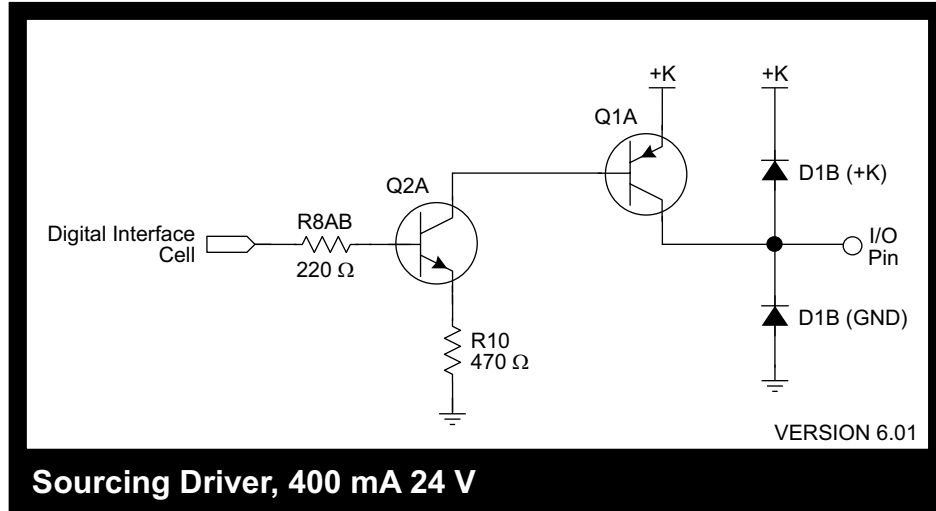 +K
+K
Q1A
D1B (+K)
Q2A
R8AB
Digital Interface
Cell
220 Ω
I/O
Pin
D1B (GND)
R10
470 Ω
VERSION 6.01
Sourcing Driver, 400 mA 24 V